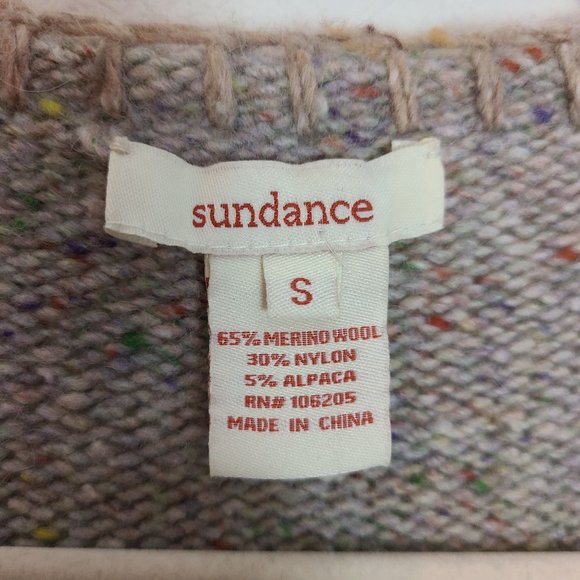 sundance
S
65% MERINO WOOL
30% NYLON
5% ALPACA
RN# 106205
MADE IN CHINA